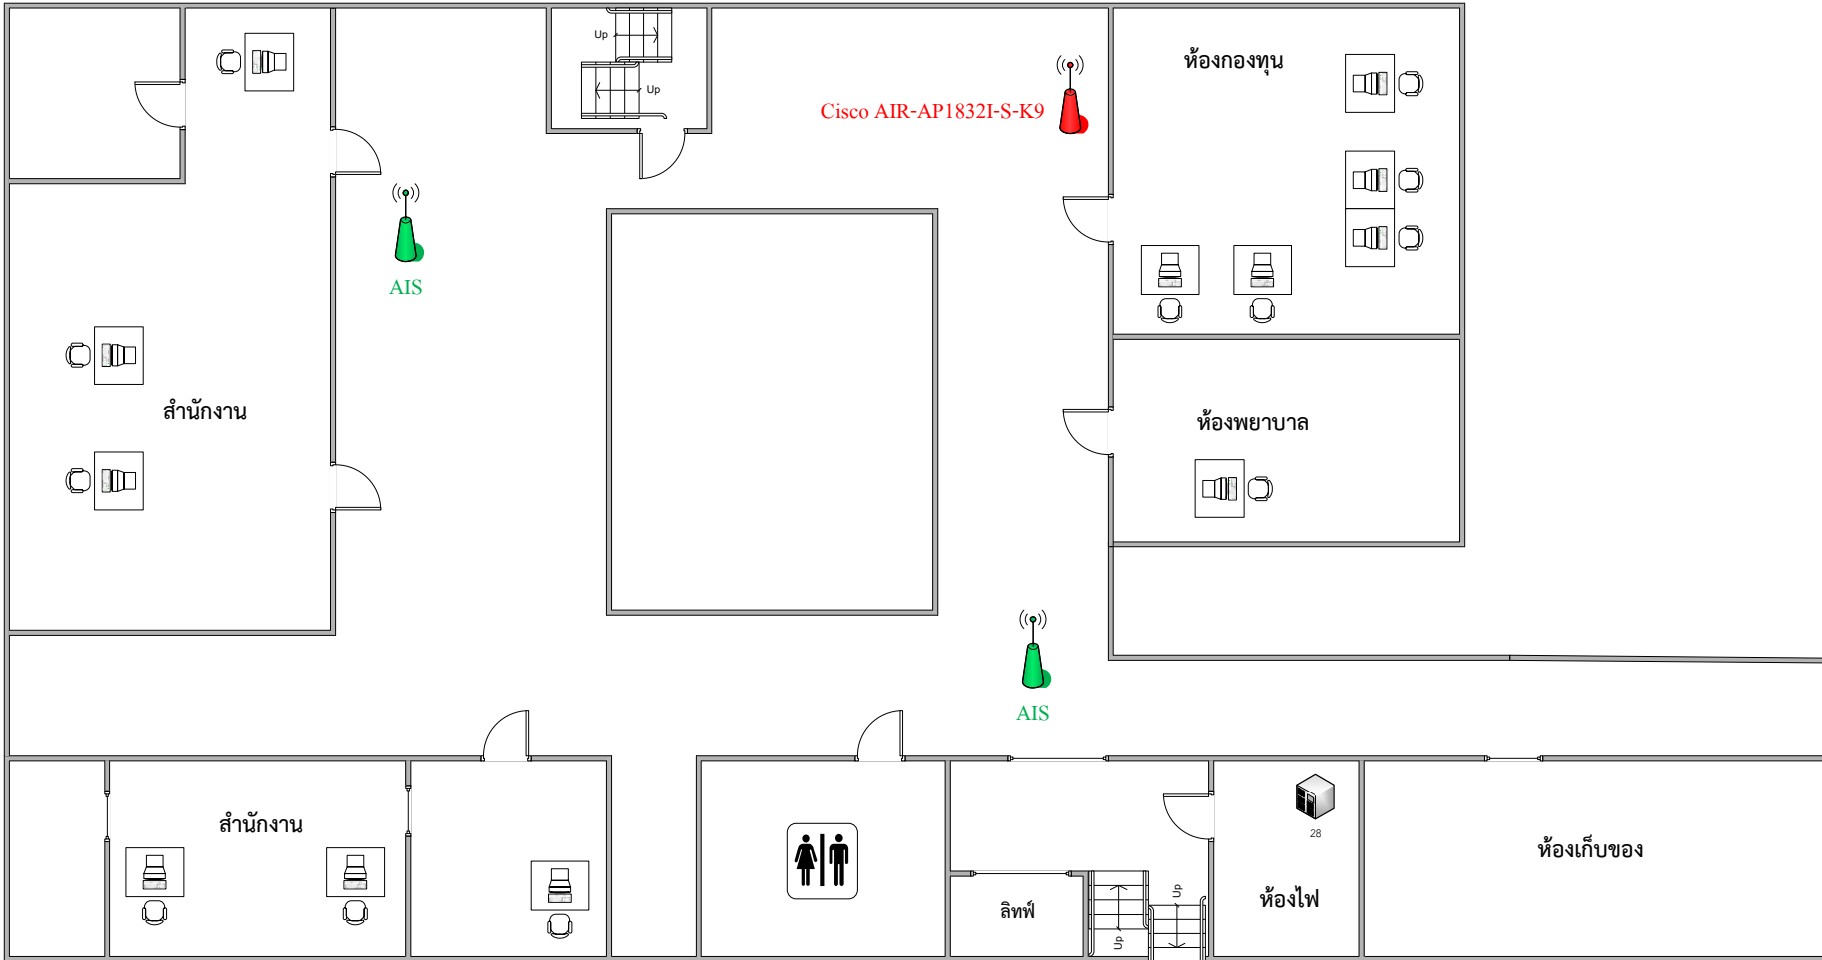 Up
Up
ห้องกองทุน
Cisco AIR-AP1832I-S-K9
AIS
สำนักงาน
ห้องพยาบาล
AIS
สำนักงาน
28
ห้องเก็บของ
ห้องไฟ
ลิทฟ์
Up
Up